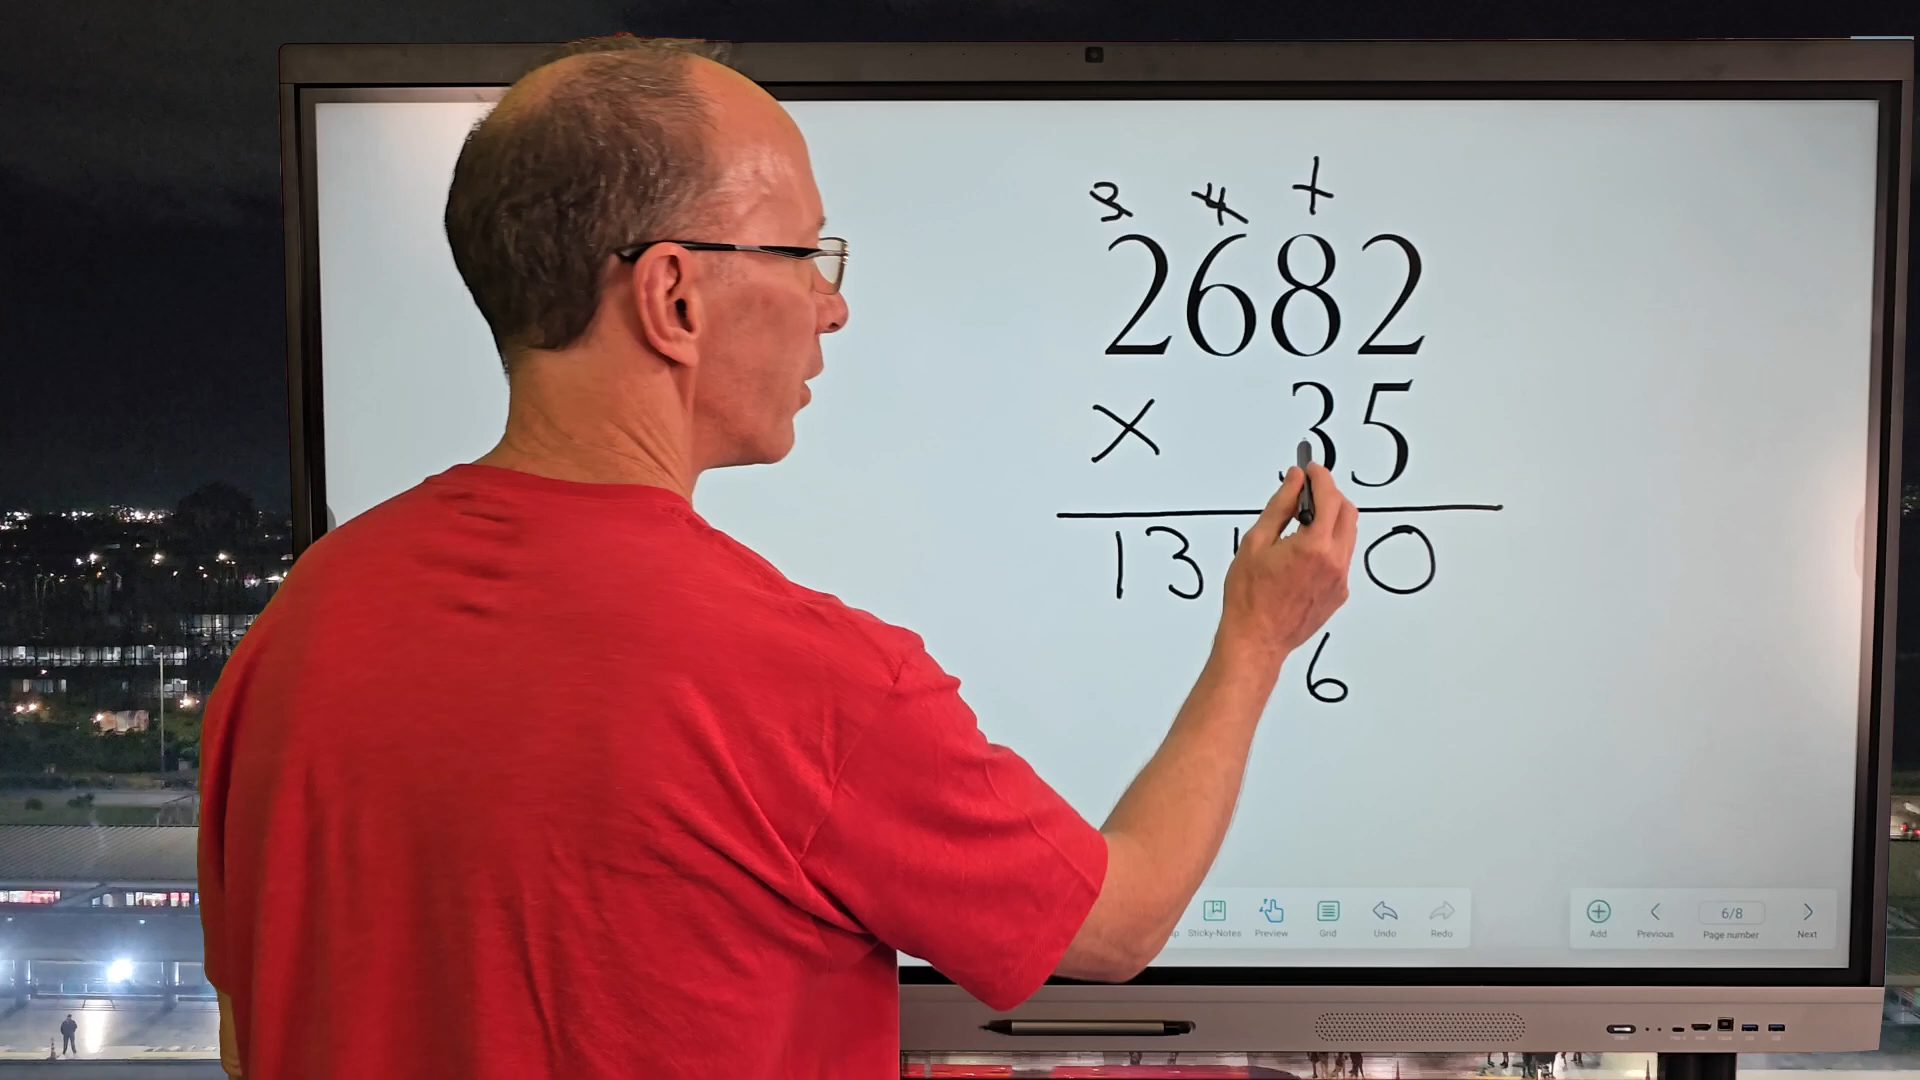 3 4 1
2682
× 35
13 0
6
Sticky-Notes Preview Grid Undo Redo
Add Previous 6/8 Page number Next